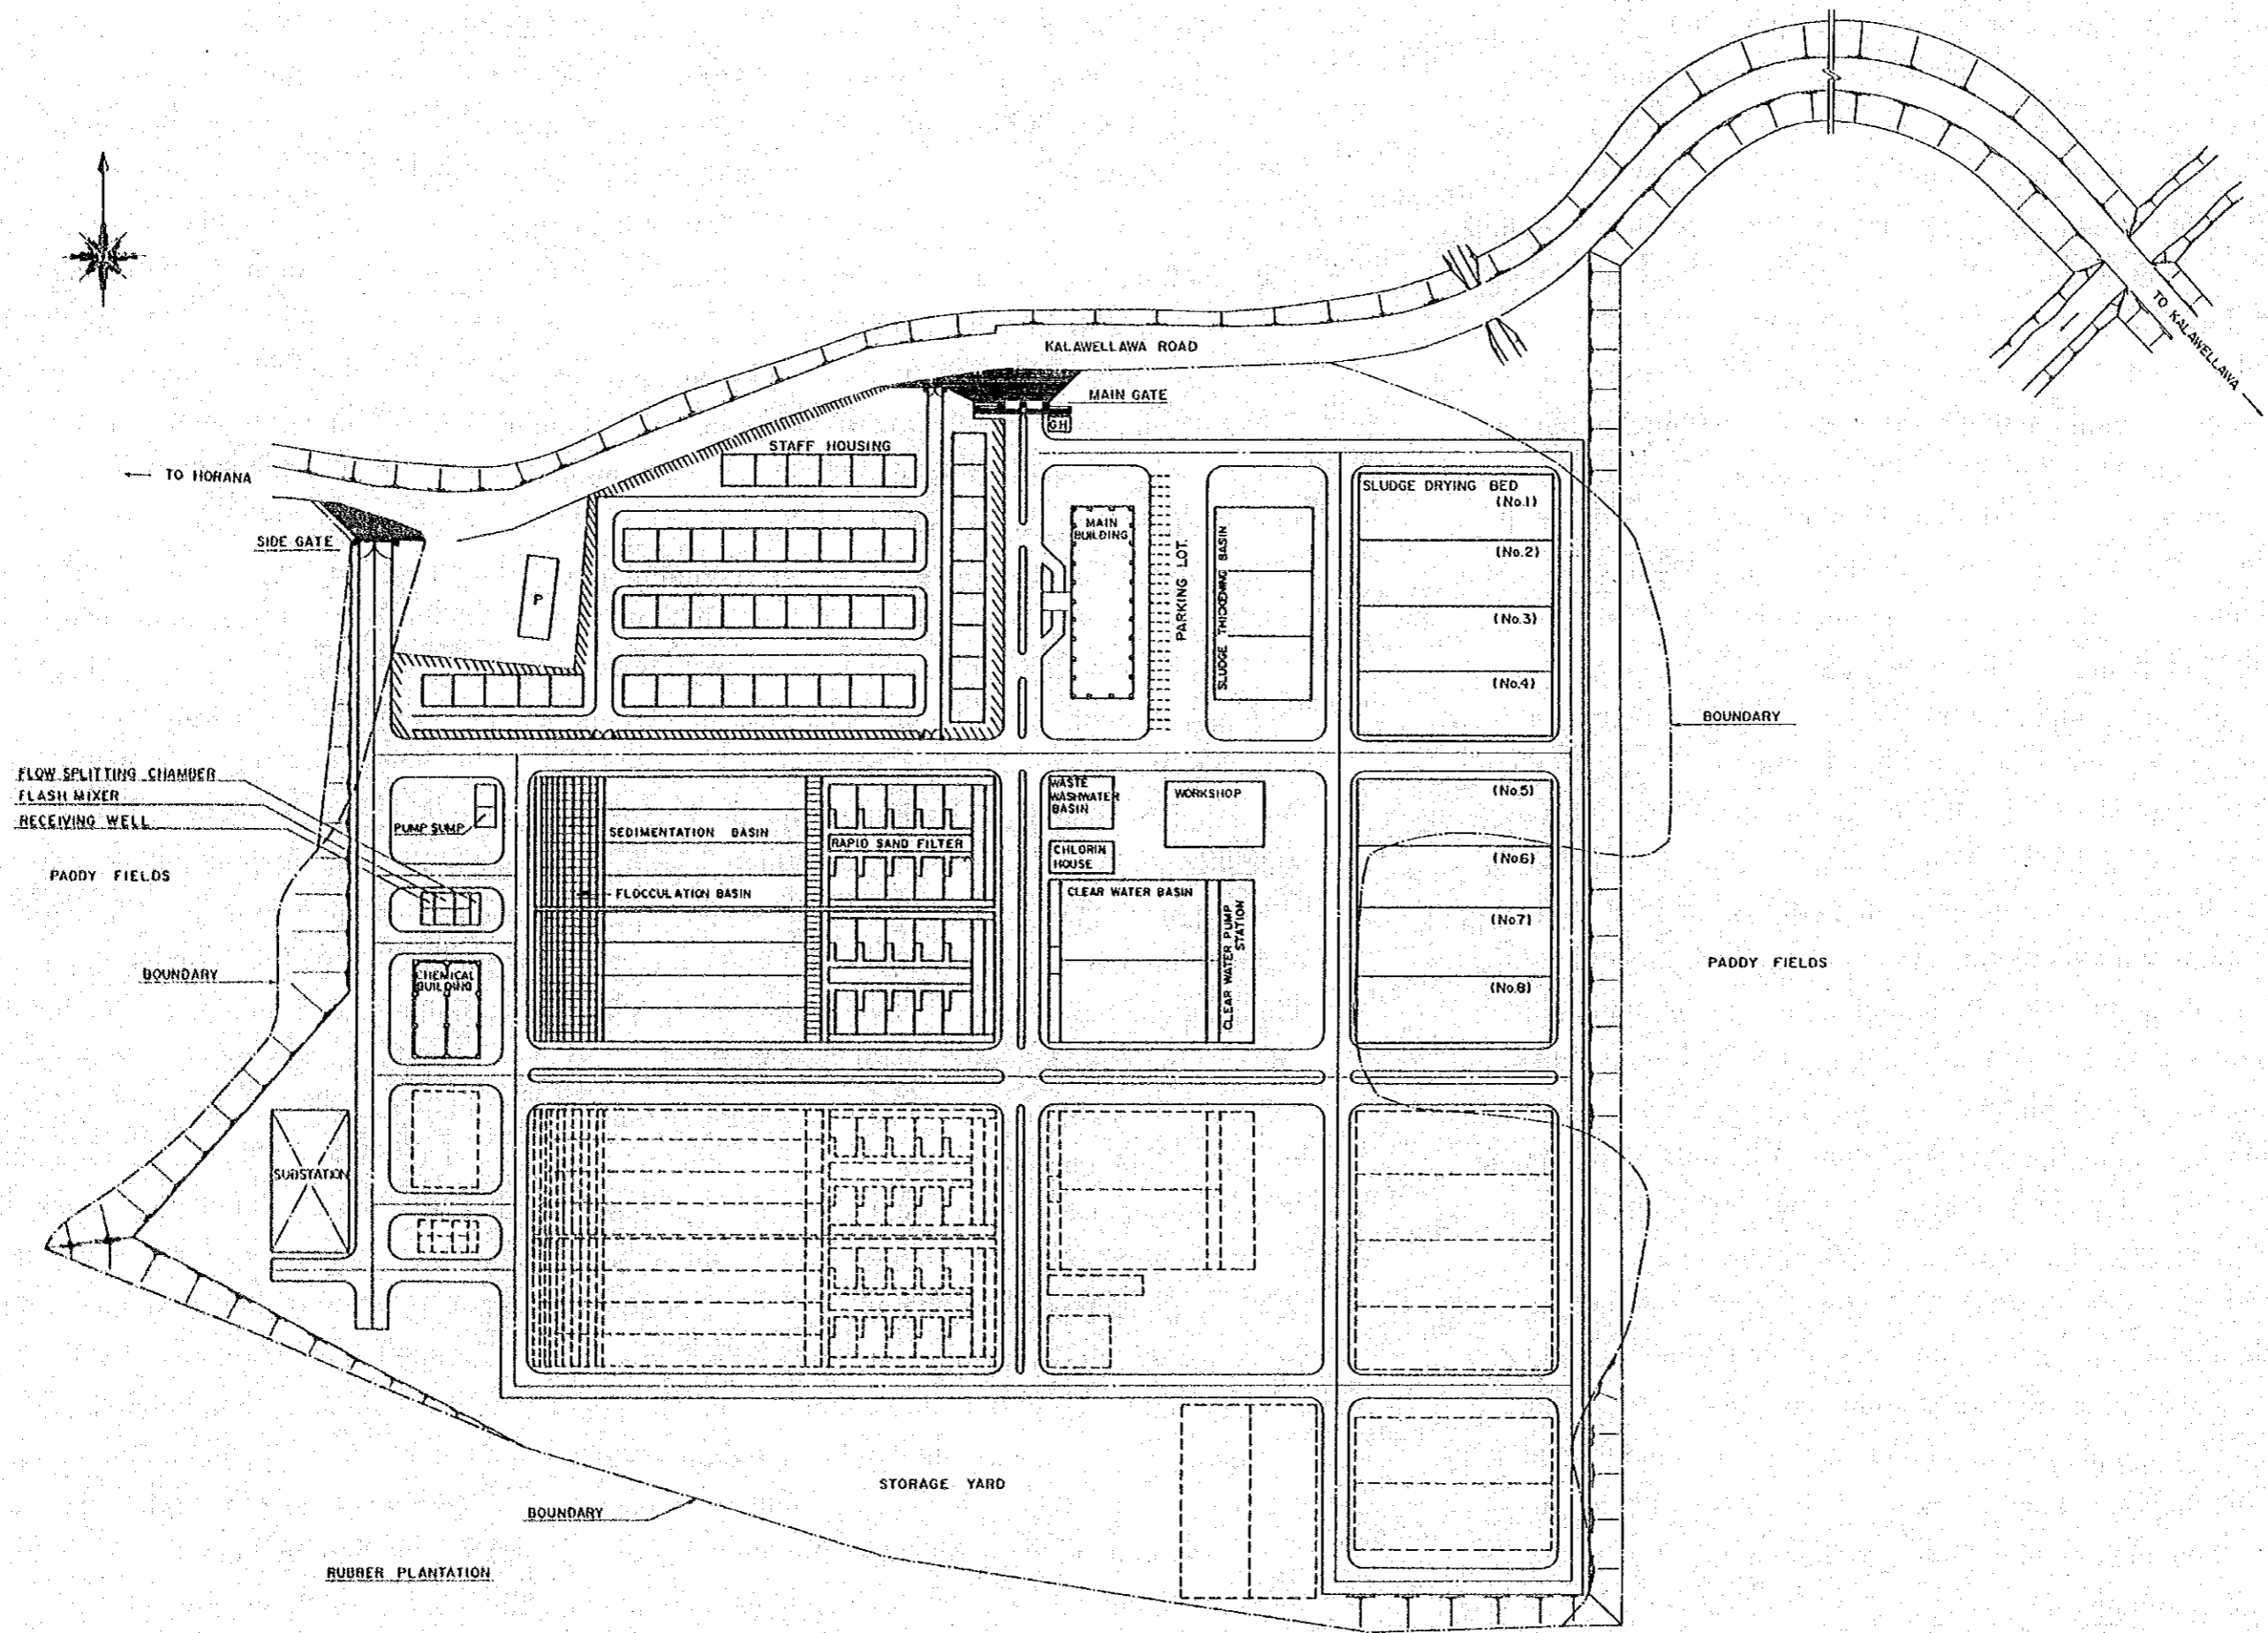 KALAWELLAWA ROAD
TO KALAWELLAWA
MAIN GATE
GH
STAFF HOUSING
← TO HORANA
SIDE GATE
P
MAIN
BUILDING
PARKING LOT.
SLUDGE THICKENING BASIN
SLUDGE DRYING BED
(No.1)
(No.2)
(No.3)
(No.4)
BOUNDARY
FLOW SPLITTING CHAMBER
FLASH MIXER
RECEIVING WELL
PUMP SUMP
SEDIMENTATION BASIN
RAPID SAND FILTER
FLOCCULATION BASIN
WASTE
WASHWATER
BASIN
WORKSHOP
CHLORIN
HOUSE
CLEAR WATER BASIN
CLEAR WATER PUMP
STATION
(No.5)
(No.6)
(No.7)
(No.8)
PADDY FIELDS
BOUNDARY
CHEMICAL
BUILDING
PADDY FIELDS
SUBSTATION
STORAGE YARD
BOUNDARY
RUBBER PLANTATION